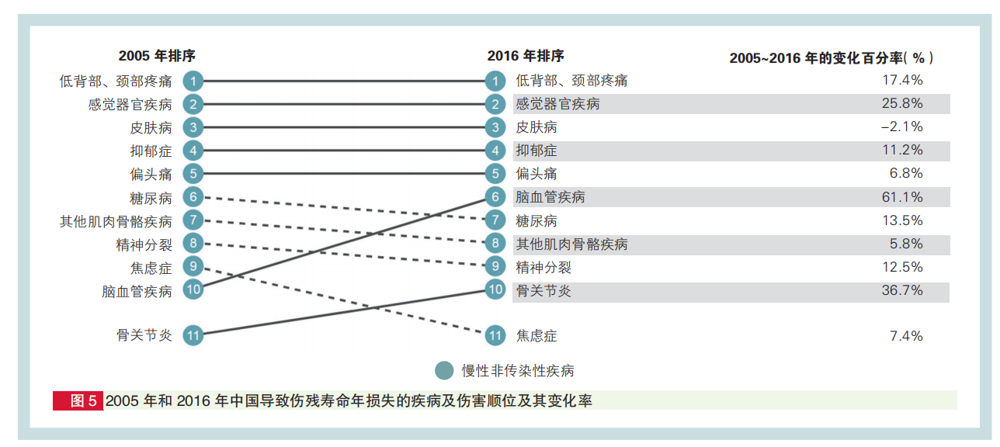 2005 年排序 2016 年排序 2005~2016 年的变化百分率( % )
低背部、颈部疼痛 1 1 低背部、颈部疼痛 17.4%
感觉器官疾病 2 2 感觉器官疾病 25.8%
皮肤病 3 3 皮肤病 –2.1%
抑郁症 4 4 抑郁症 11.2%
偏头痛 5 5 偏头痛 6.8%
糖尿病 6 6 脑血管疾病 61.1%
其他肌肉骨骼疾病 7 7 糖尿病 13.5%
精神分裂 8 8 其他肌肉骨骼疾病 5.8%
焦虑症 9 9 精神分裂 12.5%
脑血管疾病 10 10 骨关节炎 36.7%
骨关节炎 11 11 焦虑症 7.4%
慢性非传染性疾病
图 5 2005 年和 2016 年中国导致伤残寿命年损失的疾病及伤害顺位及其变化率